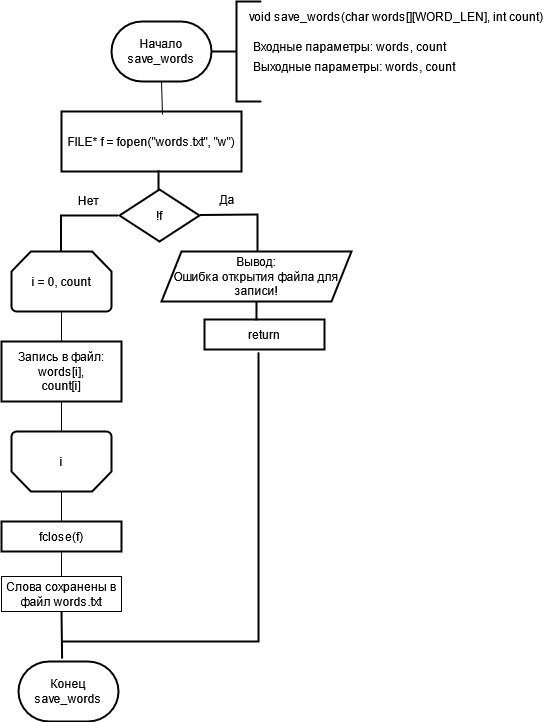 void save_words(char words[][WORD_LEN], int count)
Начало
save_words
Входные параметры: words, count
Выходные параметры: words, count
FILE* f = fopen("words.txt", "w")
Нет
!f
Да
i = 0, count
Вывод:
Ошибка открытия файла для
записи!
return
Запись в файл:
words[i],
count[i]
i
fclose(f)
Слова сохранены в
файл words.txt
Конец
save_words